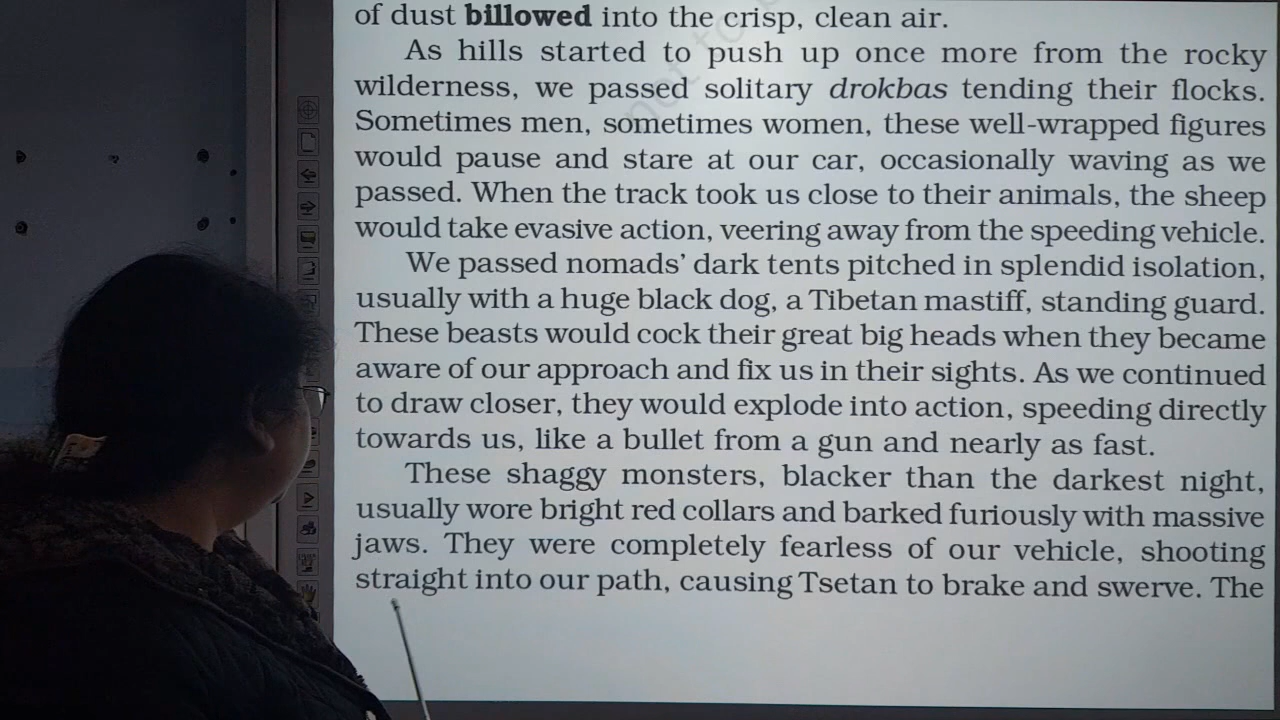 of dust billowed into the crisp, clean air.
As hills started to push up once more from the rocky
wilderness, we passed solitary drokbas tending their flocks.
Sometimes men, sometimes women, these well-wrapped figures
would pause and stare at our car, occasionally waving as we
passed. When the track took us close to their animals, the sheep
would take evasive action, veering away from the speeding vehicle.
We passed nomads' dark tents pitched in splendid isolation,
usually with a huge black dog, a Tibetan mastiff, standing guard.
These beasts would cock their great big heads when they became
aware of our approach and fix us in their sights. As we continued
to draw closer, they would explode into action, speeding directly
towards us, like a bullet from a gun and nearly as fast.
These shaggy monsters, blacker than the darkest night,
usually wore bright red collars and barked furiously with massive
jaws. They were completely fearless of our vehicle, shooting
straight into our path, causing Tsetan to brake and swerve. The
not to